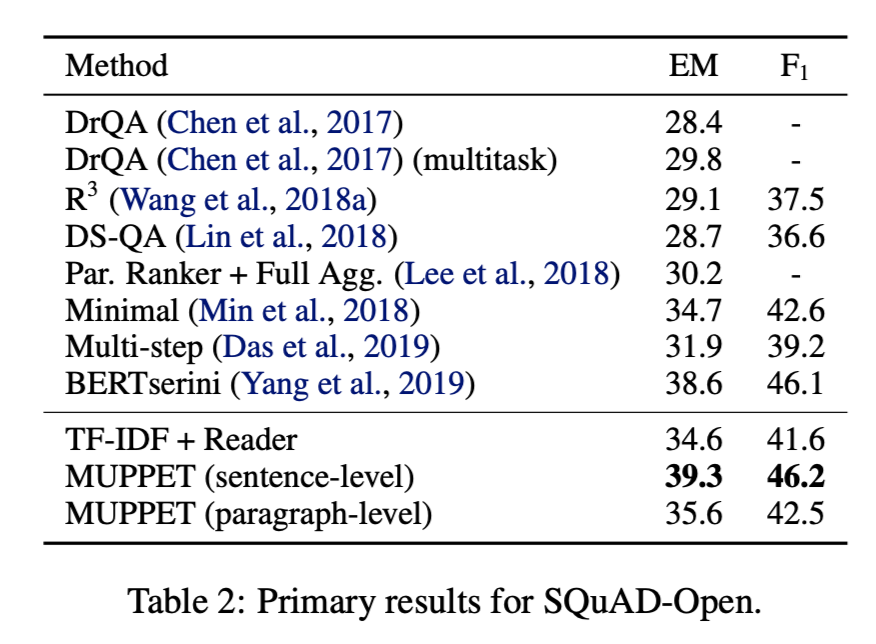 Method EM F₁
DrQA (Chen et al., 2017) 28.4 -
DrQA (Chen et al., 2017) (multitask) 29.8 -
R³ (Wang et al., 2018a) 29.1 37.5
DS-QA (Lin et al., 2018) 28.7 36.6
Par. Ranker + Full Agg. (Lee et al., 2018) 30.2 -
Minimal (Min et al., 2018) 34.7 42.6
Multi-step (Das et al., 2019) 31.9 39.2
BERTserini (Yang et al., 2019) 38.6 46.1
TF-IDF + Reader 34.6 41.6
MUPPET (sentence-level) 39.3 46.2
MUPPET (paragraph-level) 35.6 42.5
Table 2: Primary results for SQuAD-Open.